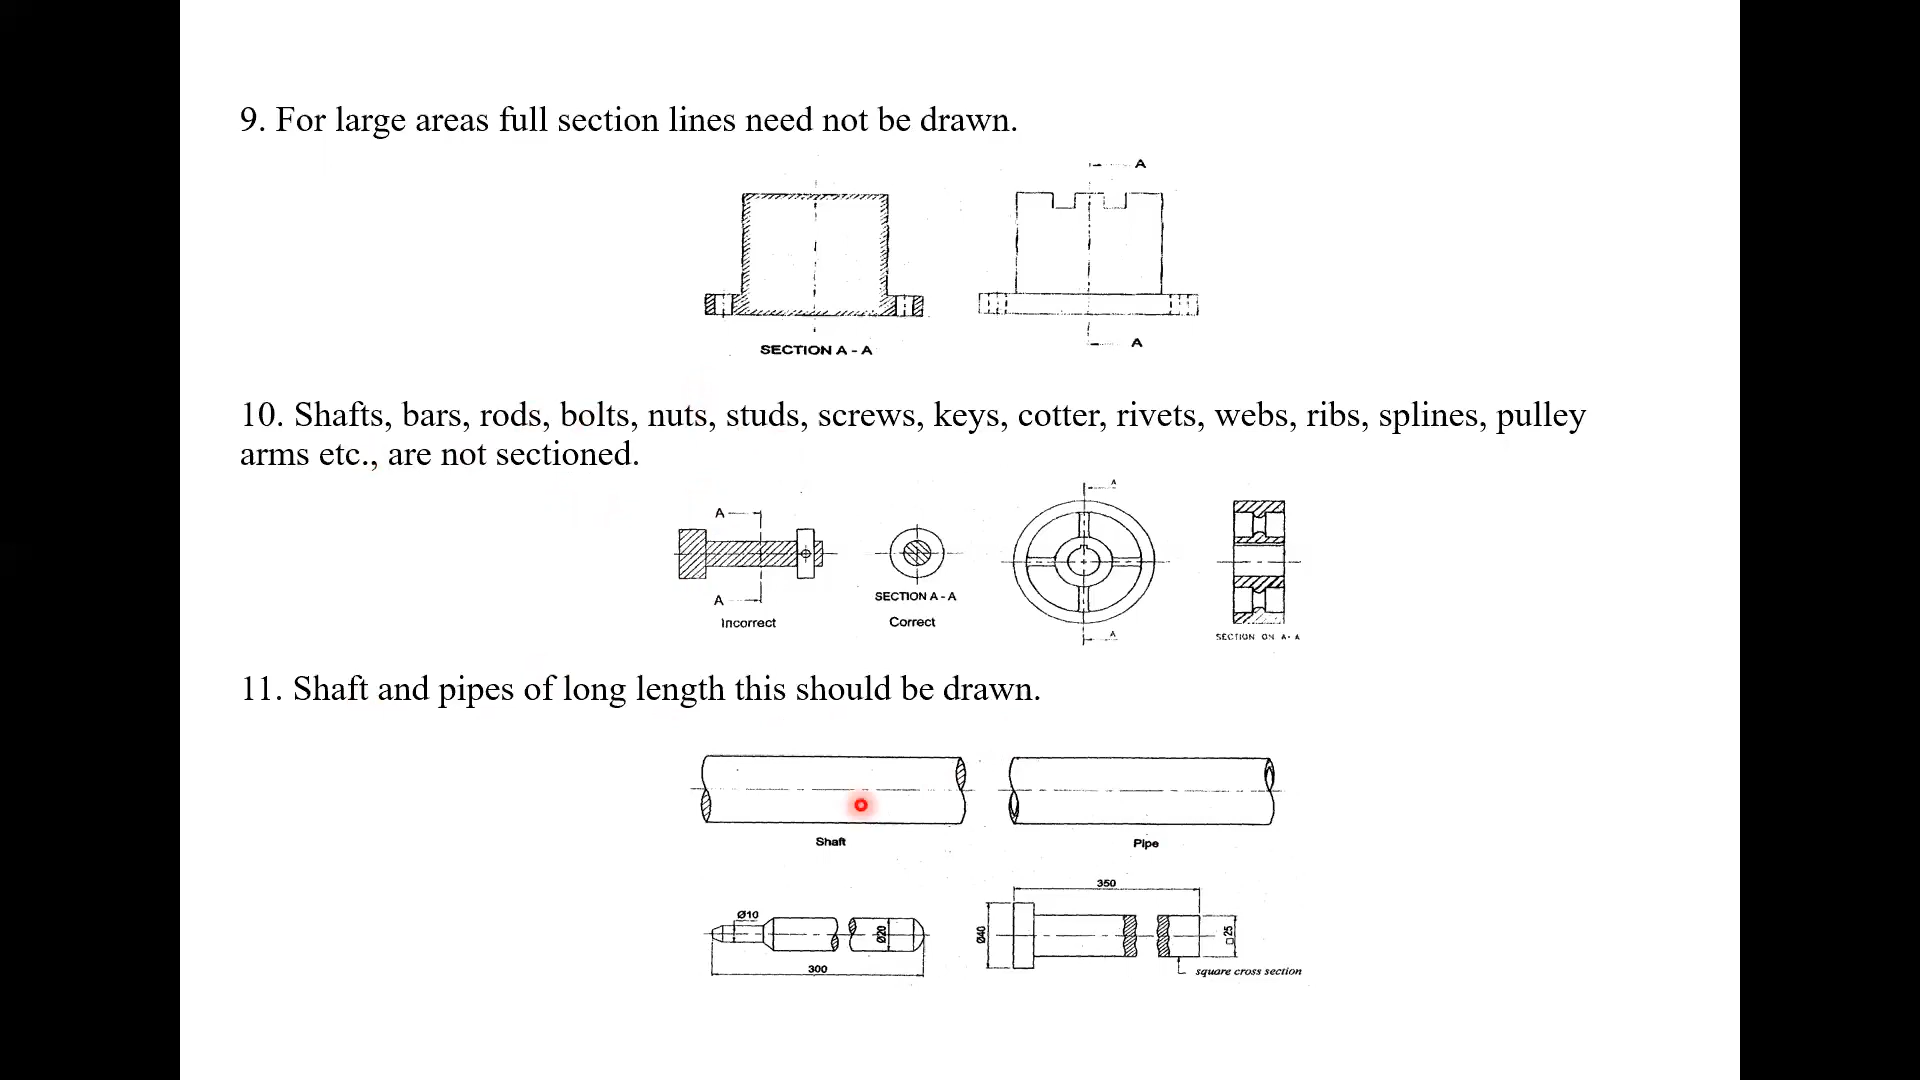 9. For large areas full section lines need not be drawn.
A
SECTION A - A
A
10. Shafts, bars, rods, bolts, nuts, studs, screws, keys, cotter, rivets, webs, ribs, splines, pulley
arms etc., are not sectioned.
A
A
A
SECTION A - A
Incorrect
Correct
A
SECTION ON A-A
11. Shaft and pipes of long length this should be drawn.
Shaft
Pipe
350
Ø10
Ø20
Ø40
□25
300
square cross section